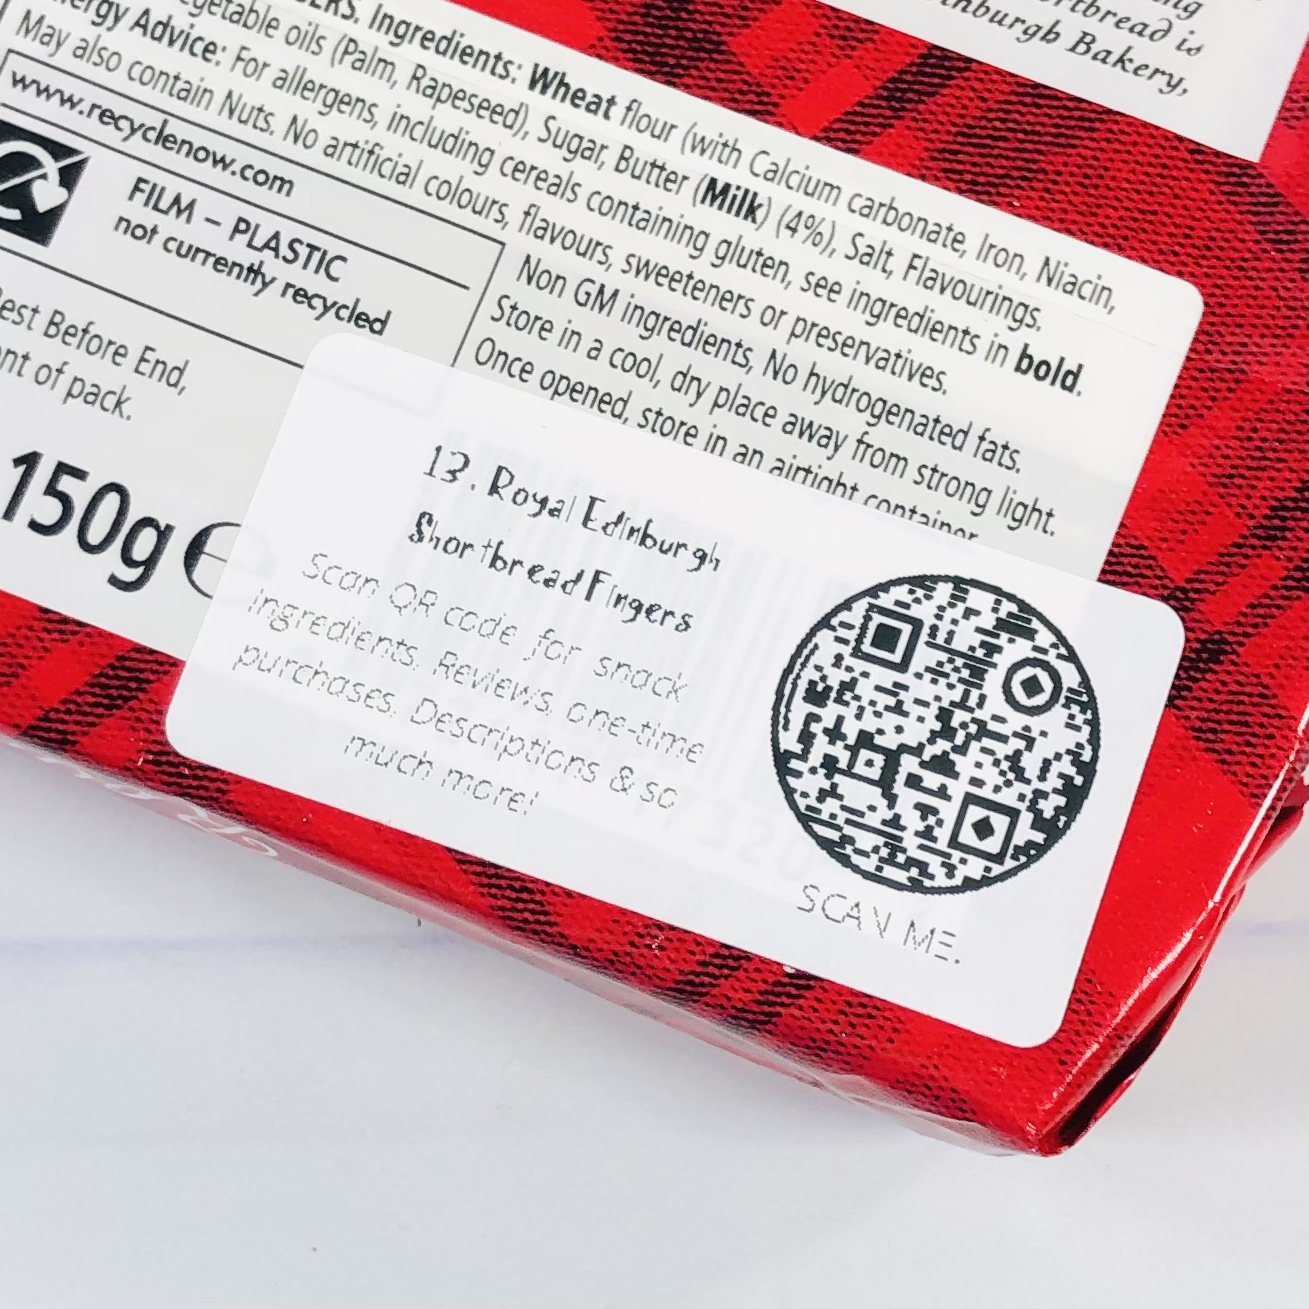 ng
rtbread is
inburgh Bakery,
ERS. Ingredients: Wheat flour (with Calcium carbonate, Iron, Niacin,
egetable oils (Palm, Rapeseed), Sugar, Butter (Milk) (4%), Salt, Flavourings.
ergy Advice: For allergens, including cereals containing gluten, see ingredients in bold.
May also contain Nuts. No artificial colours, flavours, sweeteners or preservatives.
Non GM ingredients, No hydrogenated fats.
Store in a cool, dry place away from strong light.
Once opened, store in an airtight container
www.recyclenow.com
FILM – PLASTIC
not currently recycled
est Before End,
nt of pack.
150g e
13. Royal Edinburgh
Shortbread Fingers
Scan QR code for snack
ingredients. Reviews, one-time
purchases. Descriptions & so
much more!
SCAN ME.